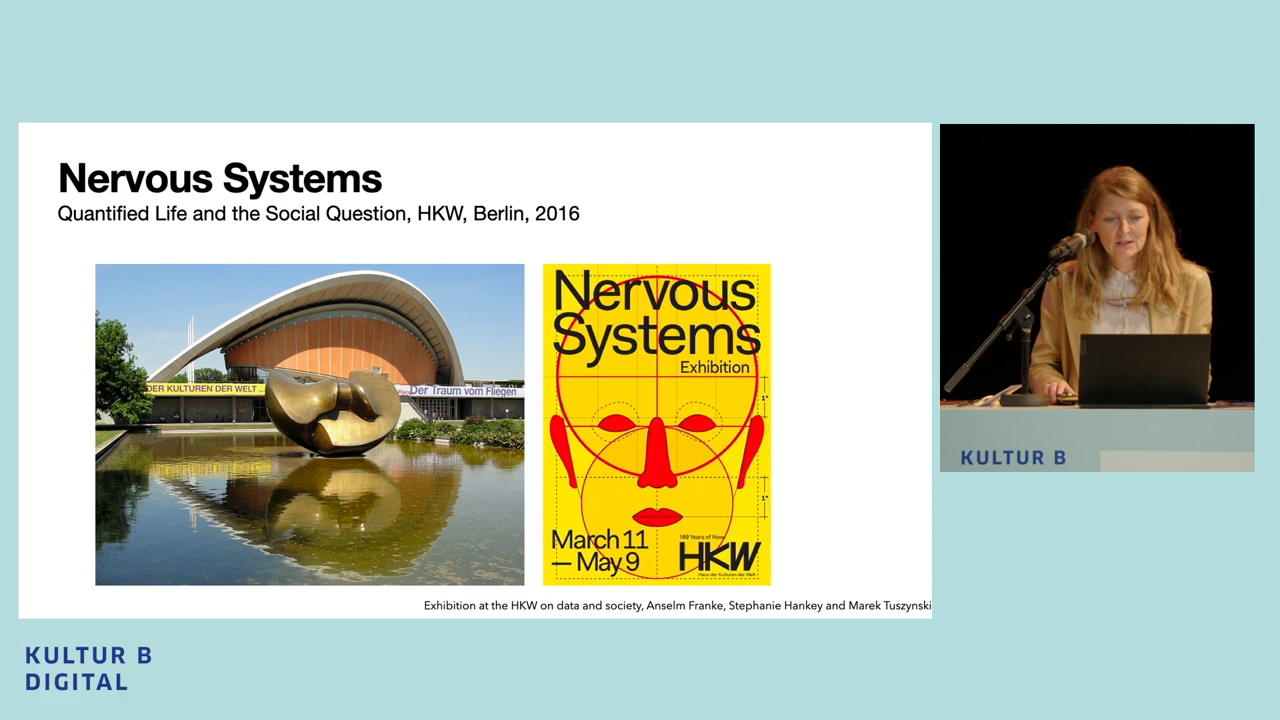 Nervous Systems
Quantified Life and the Social Question, HKW, Berlin, 2016
DER KULTUREN DER WELT
Der Traum vom Fliegen
Nervous
Systems
Exhibition
1"
1"
March 11
— May 9
100 Years of Now
HKW
Haus der Kulturen der Welt
Exhibition at the HKW on data and society, Anselm Franke, Stephanie Hankey and Marek Tuszynski
KULTUR B
KULTUR B
DIGITAL